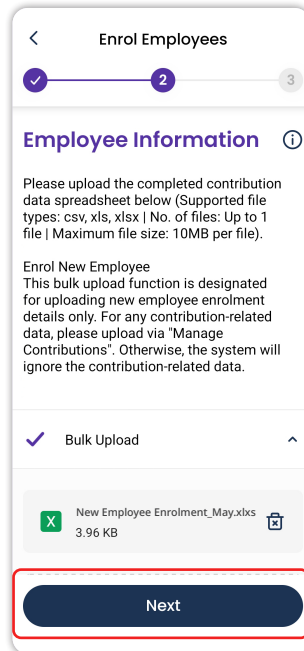 Enrol Employees
2
3
Employee Information
Please upload the completed contribution
data spreadsheet below (Supported file
types: csv, xls, xlsx | No. of files: Up to 1
file | Maximum file size: 10MB per file).
Enrol New Employee
This bulk upload function is designated
for uploading new employee enrolment
details only. For any contribution-related
data, please upload via "Manage
Contributions". Otherwise, the system will
ignore the contribution-related data.
Bulk Upload
X
New Employee Enrolment_May.xlxs
3.96 KB
Next